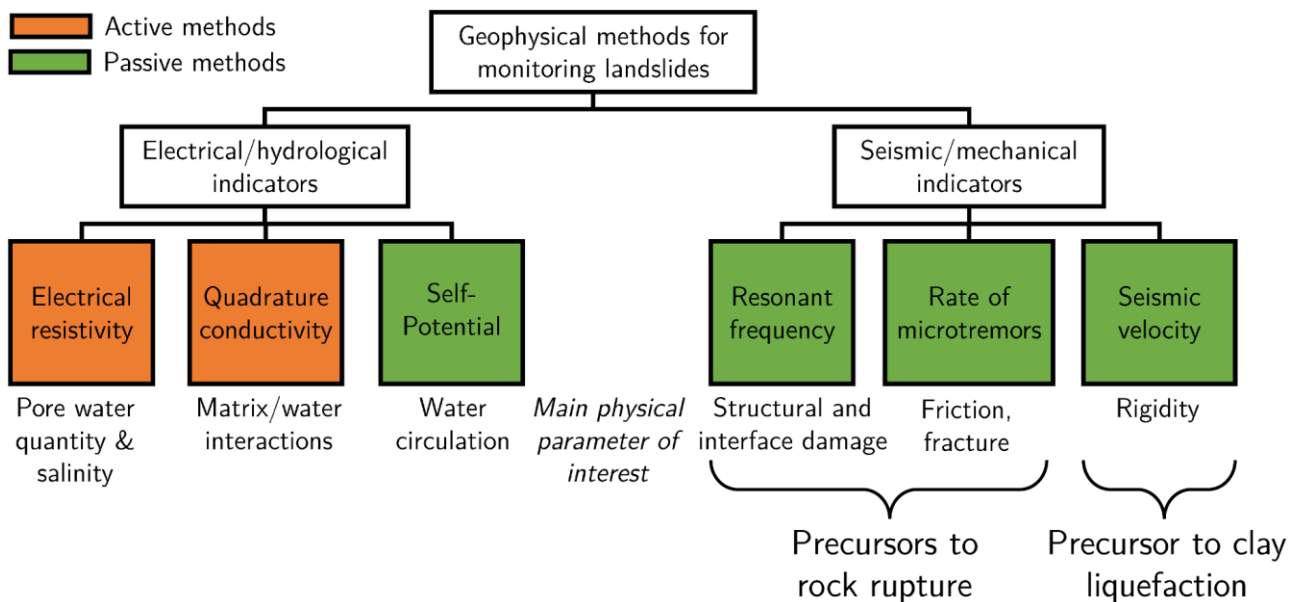 Active methods
Passive methods
Geophysical methods for
monitoring landslides
Electrical/hydrological
indicators
Seismic/mechanical
indicators
Electrical
resistivity
Quadrature
conductivity
Self-
Potential
Resonant
frequency
Rate of
microtremors
Seismic
velocity
Pore water
quantity &
salinity
Matrix/water
interactions
Water
circulation
Main physical
parameter of
interest
Structural and
interface damage
Friction,
fracture
Rigidity
Precursors to
rock rupture
Precursor to clay
liquefaction